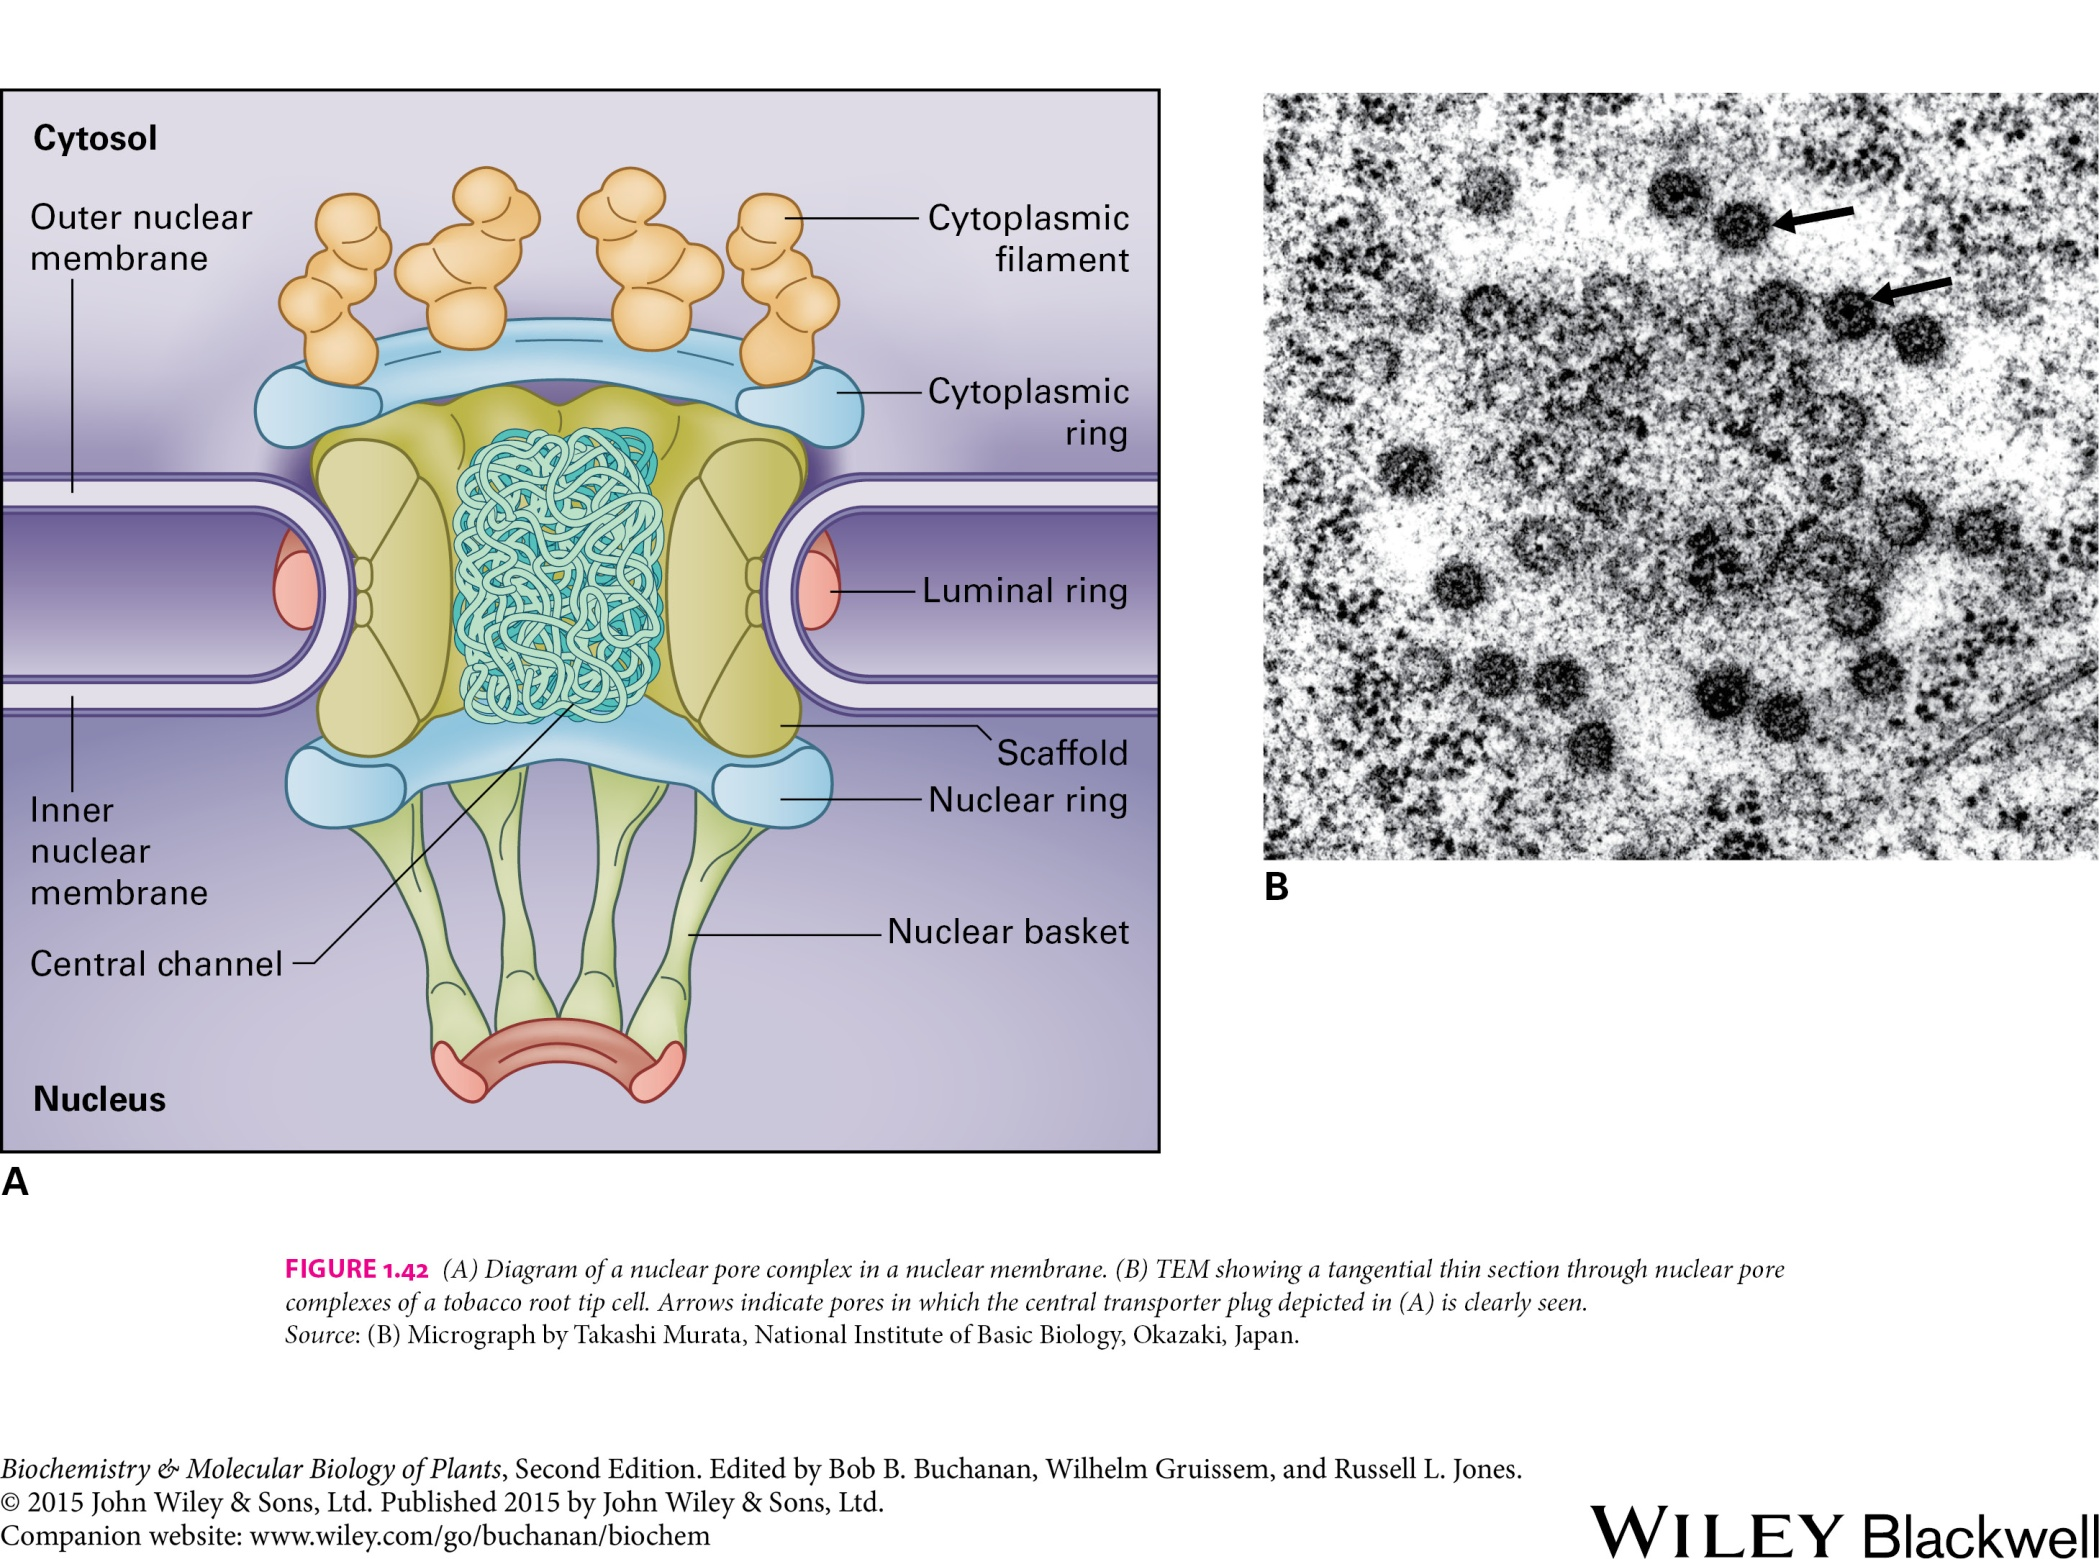 Cytosol
Outer nuclear
membrane
Cytoplasmic
filament
Cytoplasmic
ring
Luminal ring
Scaffold
Nuclear ring
Inner
nuclear
membrane
Central channel
Nuclear basket
Nucleus
A
B
FIGURE 1.42 (A) Diagram of a nuclear pore complex in a nuclear membrane. (B) TEM showing a tangential thin section through nuclear pore
complexes of a tobacco root tip cell. Arrows indicate pores in which the central transporter plug depicted in (A) is clearly seen.
Source: (B) Micrograph by Takashi Murata, National Institute of Basic Biology, Okazaki, Japan.
Biochemistry & Molecular Biology of Plants, Second Edition. Edited by Bob B. Buchanan, Wilhelm Gruissem, and Russell L. Jones.
© 2015 John Wiley & Sons, Ltd. Published 2015 by John Wiley & Sons, Ltd.
Companion website: www.wiley.com/go/buchanan/biochem
WILEY Blackwell